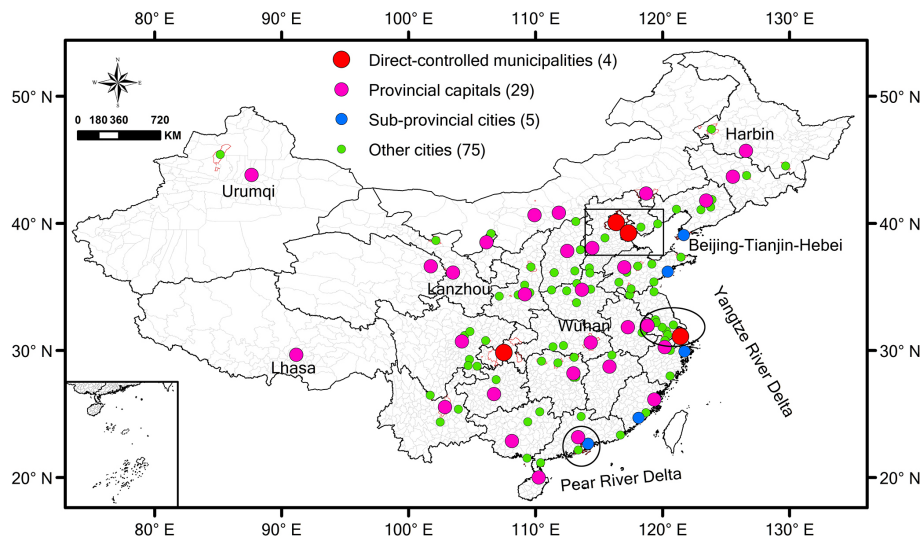 80° E 90° E 100° E 110° E 120° E 130° E
N
W E
S
0 180 360 720
KM
Direct-controlled municipalities (4)
Provincial capitals (29)
Sub-provincial cities (5)
Other cities (75)
50° N 50° N
Harbin
Urumqi
40° N 40° N
Beijing-Tianjin-Hebei
Lanzhou
Yangtze River Delta
Wuhan
30° N 30° N
Lhasa
20° N 20° N
Pear River Delta
80° E 90° E 100° E 110° E 120° E 130° E